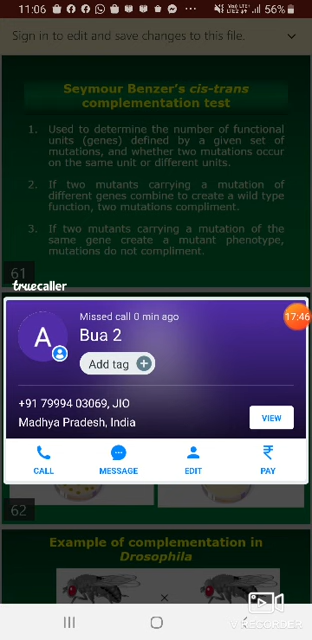 11:06
56%
Sign in to edit and save changes to this file.
Seymour Benzer's cis-trans
complementation test
1. Used to determine the number of functional
units (genes) defined by a given set of
mutations, and whether two mutations occur
on the same unit or different units.
2. If two mutants carrying a mutation of
different genes combine to create a wild type
function, two mutations compliment.
3. If two mutants carrying a mutation of the
same gene create a mutant phenotype,
mutations do not compliment.
61
truecaller
17:46
Missed call 0 min ago
A
Bua 2
Add tag +
+91 79994 03069, JIO
Madhya Pradesh, India
VIEW
CALL
MESSAGE
EDIT
₹
PAY
62
Example of complementation in
Drosophila
×
V RECORDER